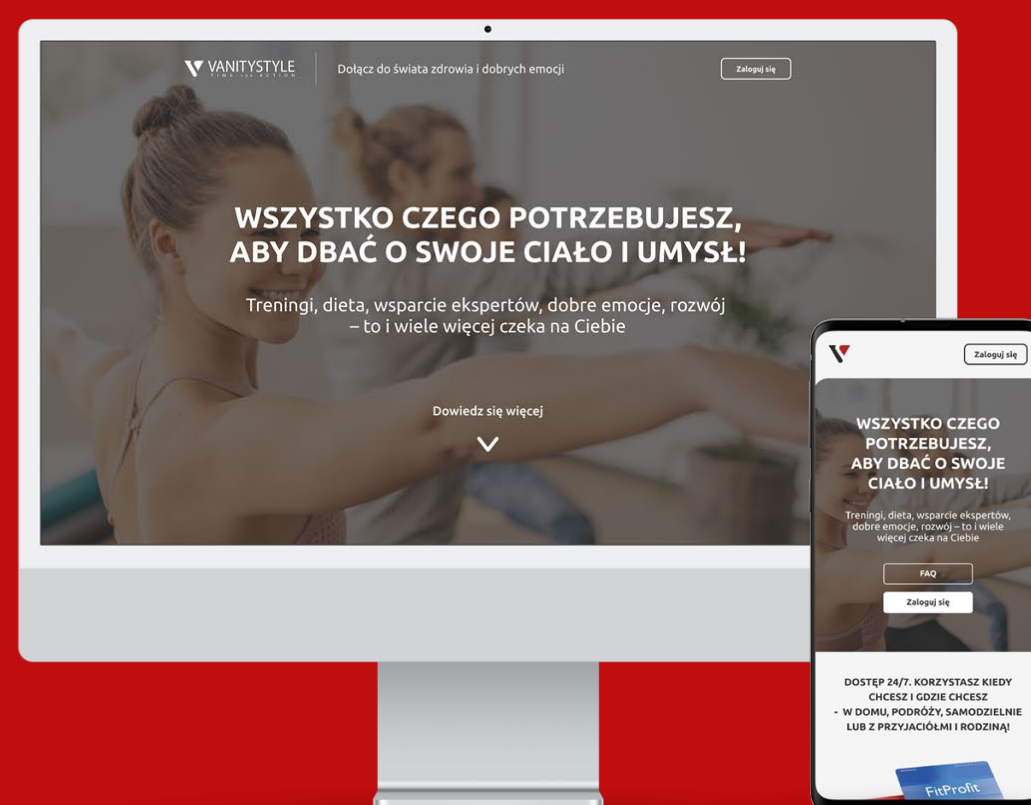 VANITYSTYLE
TIME FOR ACTION
Dołącz do świata zdrowia i dobrych emocji
Zaloguj się
WSZYSTKO CZEGO POTRZEBUJESZ,
ABY DBAĆ O SWOJE CIAŁO I UMYSŁ!
Treningi, dieta, wsparcie ekspertów, dobre emocje, rozwój
– to i wiele więcej czeka na Ciebie
Dowiedz się więcej
Zaloguj się
WSZYSTKO CZEGO
POTRZEBUJESZ,
ABY DBAĆ O SWOJE
CIAŁO I UMYSŁ!
Treningi, dieta, wsparcie ekspertów,
dobre emocje, rozwój – to i wiele
więcej czeka na Ciebie
FAQ
Zaloguj się
DOSTĘP 24/7. KORZYSTASZ KIEDY
CHCESZ I GDZIE CHCESZ
- W DOMU, PODRÓŻY, SAMODZIELNIE
LUB Z PRZYJACIÓŁMI I RODZINĄ!
FitProfit